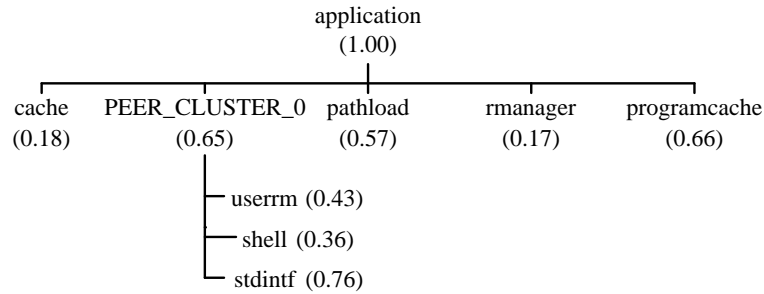 application
(1.00)
cache PEER_CLUSTER_0 pathload rmanager programcache
(0.18) (0.65) (0.57) (0.17) (0.66)
userrm (0.43)
shell (0.36)
stdintf (0.76)